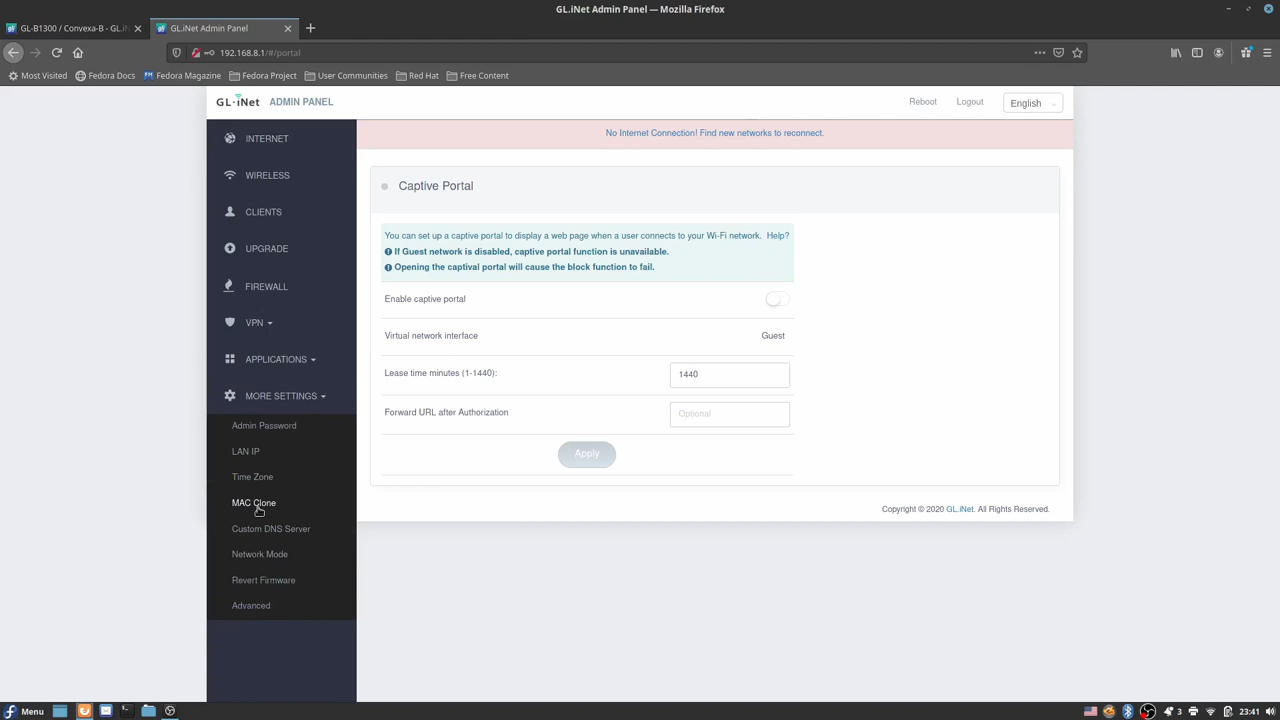 GL.iNet Admin Panel — Mozilla Firefox
GL-B1300 / Convexa-B - GL.iN
GL.iNet Admin Panel
192.168.8.1/#/portal
Most Visited Fedora Docs Fedora Magazine Fedora Project User Communities Red Hat Free Content
GL·iNet ADMIN PANEL Reboot Logout English
No Internet Connection! Find new networks to reconnect.
INTERNET
WIRELESS
CLIENTS
UPGRADE
FIREWALL
VPN
APPLICATIONS
MORE SETTINGS
Admin Password
LAN IP
Time Zone
MAC Clone
Custom DNS Server
Network Mode
Revert Firmware
Advanced
Captive Portal
You can set up a captive portal to display a web page when a user connects to your Wi-Fi network. Help?
If Guest network is disabled, captive portal function is unavailable.
Opening the captival portal will cause the block function to fail.
Enable captive portal
Virtual network interface Guest
Lease time minutes (1-1440): 1440
Forward URL after Authorization Optional
Apply
Copyright © 2020 GL.iNet. All Rights Reserved.
Menu 3 23:41